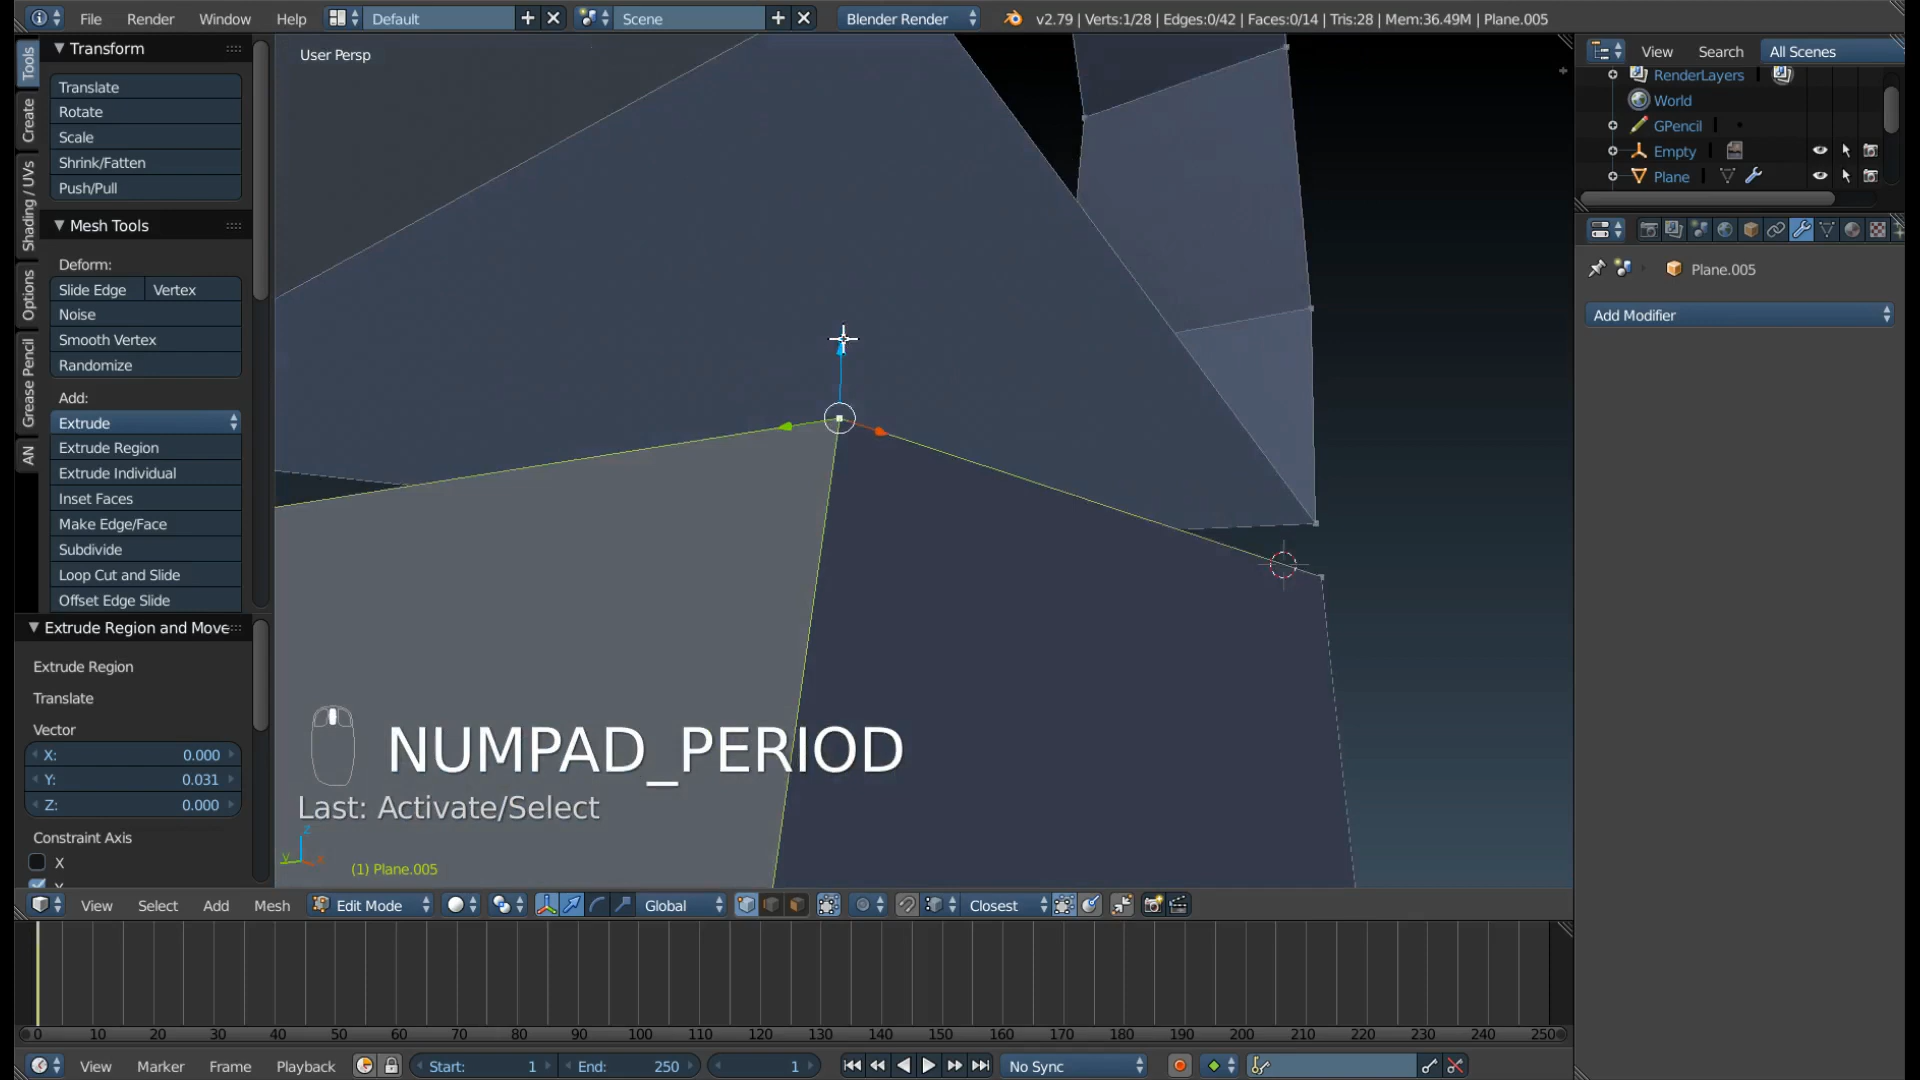 File Render Window Help Default Scene Blender Render v2.79 | Verts:1/28 | Edges:0/42 | Faces:0/14 | Tris:28 | Mem:36.49M | Plane.005
Tools
Create
Shading / UVs
Options
Grease Pencil
AN
Transform
Translate
Rotate
Scale
Shrink/Fatten
Push/Pull
Mesh Tools
Deform:
Slide Edge Vertex
Noise
Smooth Vertex
Randomize
Add:
Extrude
Extrude Region
Extrude Individual
Inset Faces
Make Edge/Face
Subdivide
Loop Cut and Slide
Offset Edge Slide
Extrude Region and Move
Extrude Region
Translate
Vector
X: 0.000
Y: 0.031
Z: 0.000
Constraint Axis
X
User Persp
NUMPAD_PERIOD
Last: Activate/Select
z
y
x
(1) Plane.005
View Search All Scenes
RenderLayers
World
GPencil
Empty
Plane
Plane.005
Add Modifier
View Select Add Mesh Edit Mode Global Closest
0 10 20 30 40 50 60 70 80 90 100 110 120 130 140 150 160 170 180 190 200 210 220 230 240 250
View Marker Frame Playback Start: 1 End: 250 1 No Sync